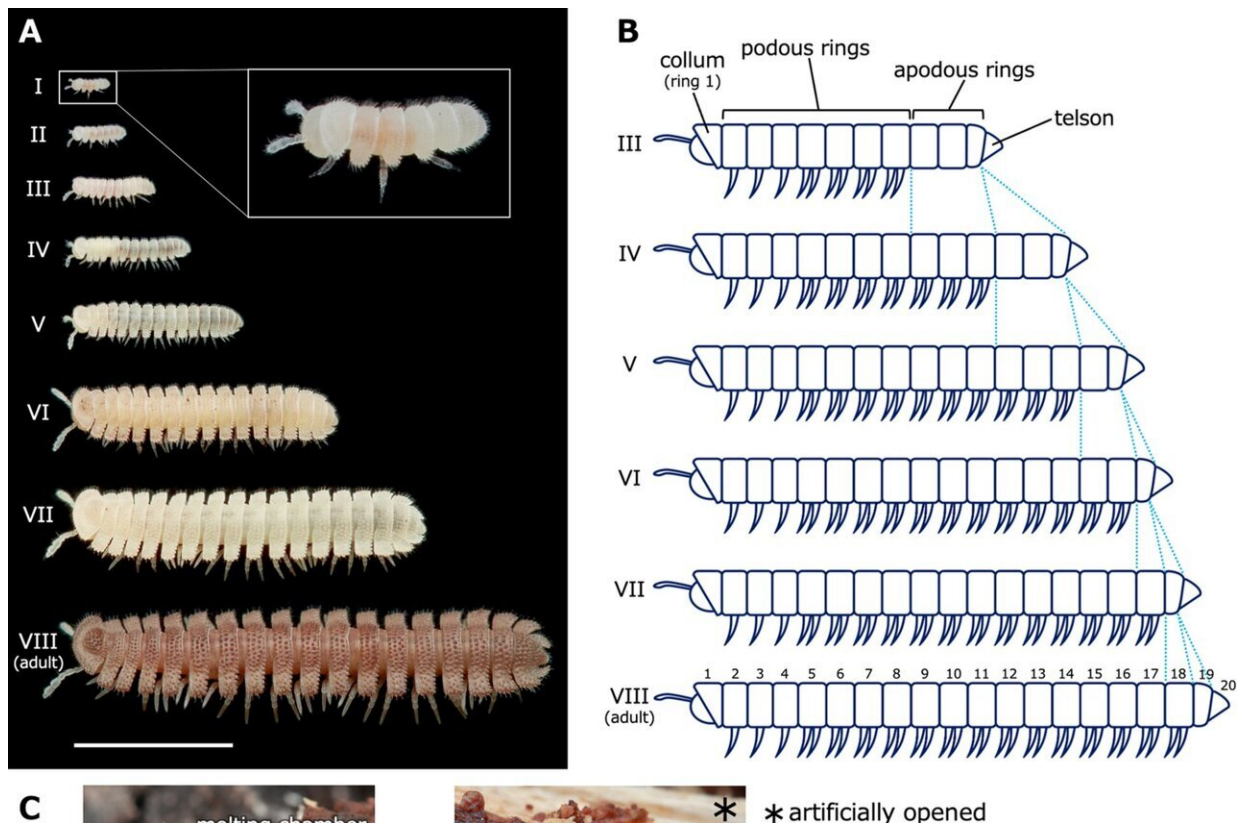 A
I
II
III
IV
V
VI
VII
VIII
(adult)
B
collum
(ring 1)
podous rings
apodous rings
telson
III
IV
V
VI
VII
VIII
(adult)
1 2 3 4 5 6 7 8 9 10 11 12 13 14 15 16 17 18 19 20
C
* * artificially opened